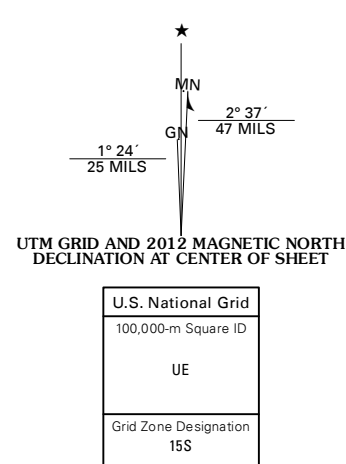 ★
MN
GN
2° 37´
47 MILS
1° 24´
25 MILS
UTM GRID AND 2012 MAGNETIC NORTH
DECLINATION AT CENTER OF SHEET
U.S. National Grid
100,000-m Square ID
UE
Grid Zone Designation
15S